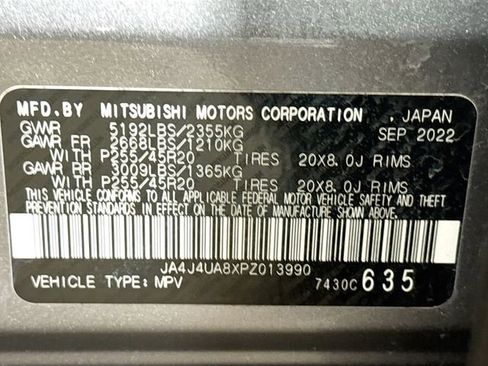 MFD.BY MITSUBISHI MOTORS CORPORATION , JAPAN
GVWR 5192LBS/2355KG SEP 2022
GAWR FR 2668LBS/1210KG
WITH P255/45R20 TIRES 20X8.0J RIMS
GAWR RR 3009LBS/1365KG
WITH P255/45R20 TIRES 20X8.0J RIMS
THIS VEHICLE CONFORMS TO ALL APPLICABLE FEDERAL MOTOR VEHICLE SAFETY AND THEFT
PREVENTION STANDARDS IN EFFECT ON THE DATE OF MANUFACTURE SHOWN ABOVE.
JA4J4UA8XPZ013990
VEHICLE TYPE: MPV 7430C 635